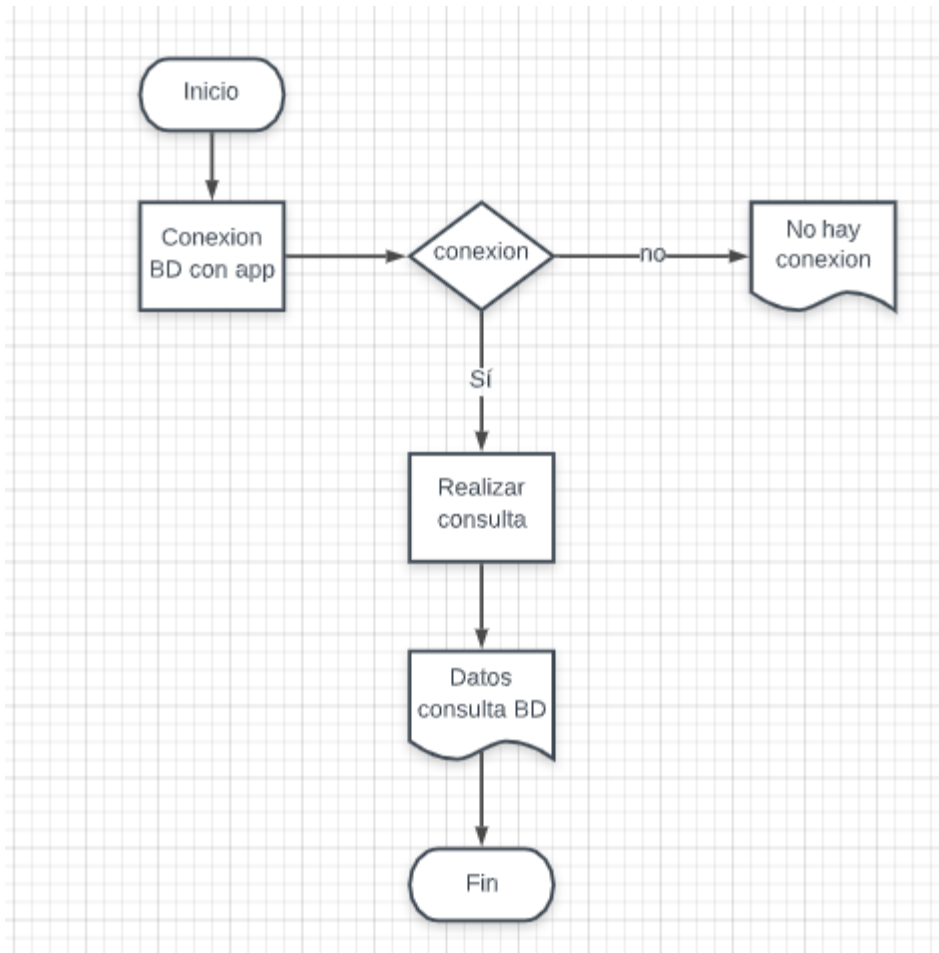 Inicio
Conexion
BD con app
conexion
no
No hay
conexion
Sí
Realizar
consulta
Datos
consulta BD
Fin